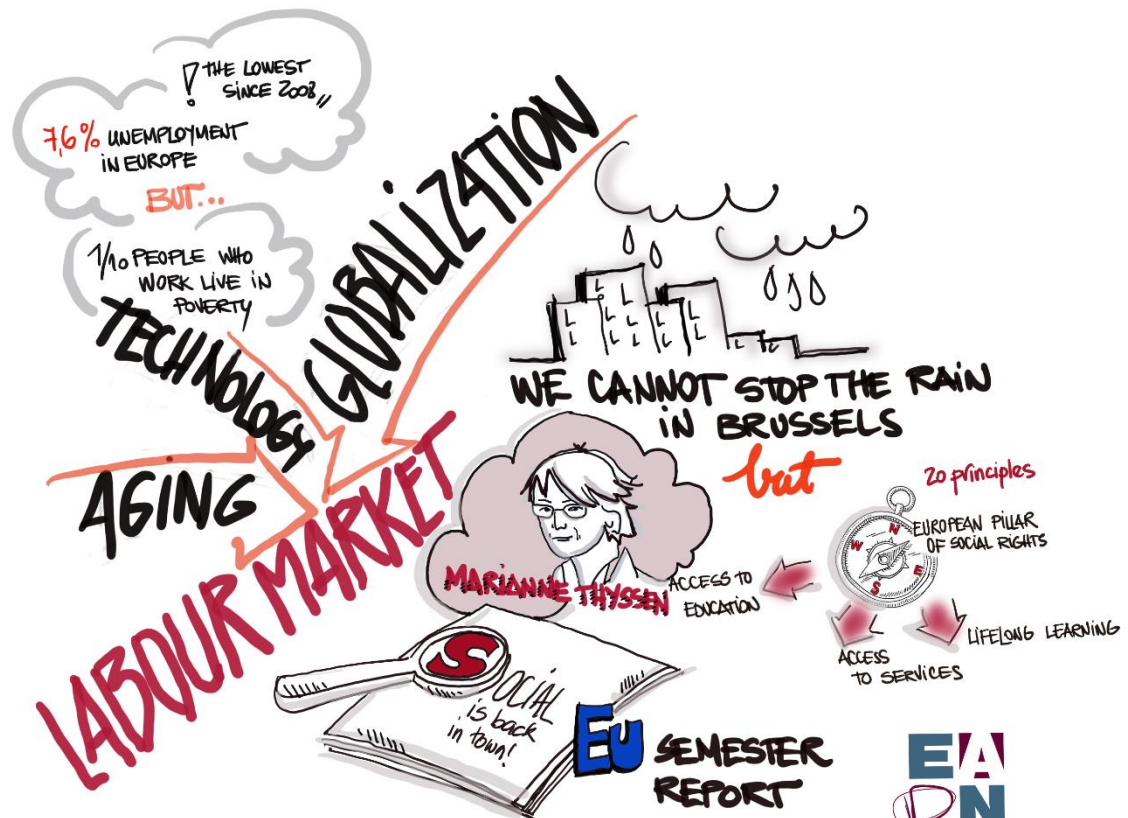 ! THE LOWEST
SINCE 2008 "
7,6% UNEMPLOYMENT
IN EUROPE
BUT...
1/10 PEOPLE WHO
WORK LIVE IN
POVERTY
TECHNOLOGY
GLOBALIZATION
AGING
LABOUR MARKET
WE CANNOT STOP THE RAIN
IN BRUSSELS
but
20 principles
EUROPEAN PILLAR
OF SOCIAL RIGHTS
N
W
E
S
MARIANNE THYSSEN
ACCESS TO
EDUCATION
LIFELONG LEARNING
ACCESS
TO SERVICES
SOCIAL
is back
in town!
EU SEMESTER
REPORT
EA
PN